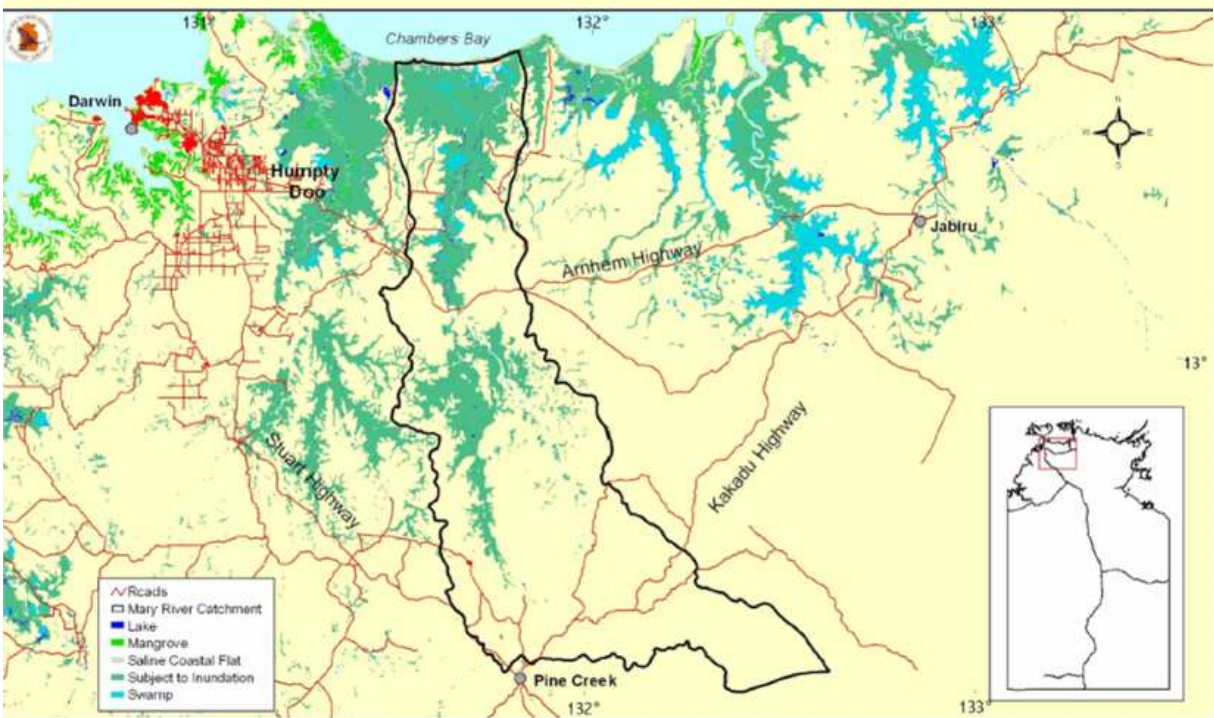 131°
132°
133°
Chambers Bay
Darwin
Humpty
Doo
Jabiru
Arnhem Highway
N
W
E
S
13°
Stuart Highway
Kakadu Highway
Roads
Mary River Catchment
Lake
Mangrove
Saline Coastal Flat
Subject to Inundation
Swamp
Pine Creek
132°
133°